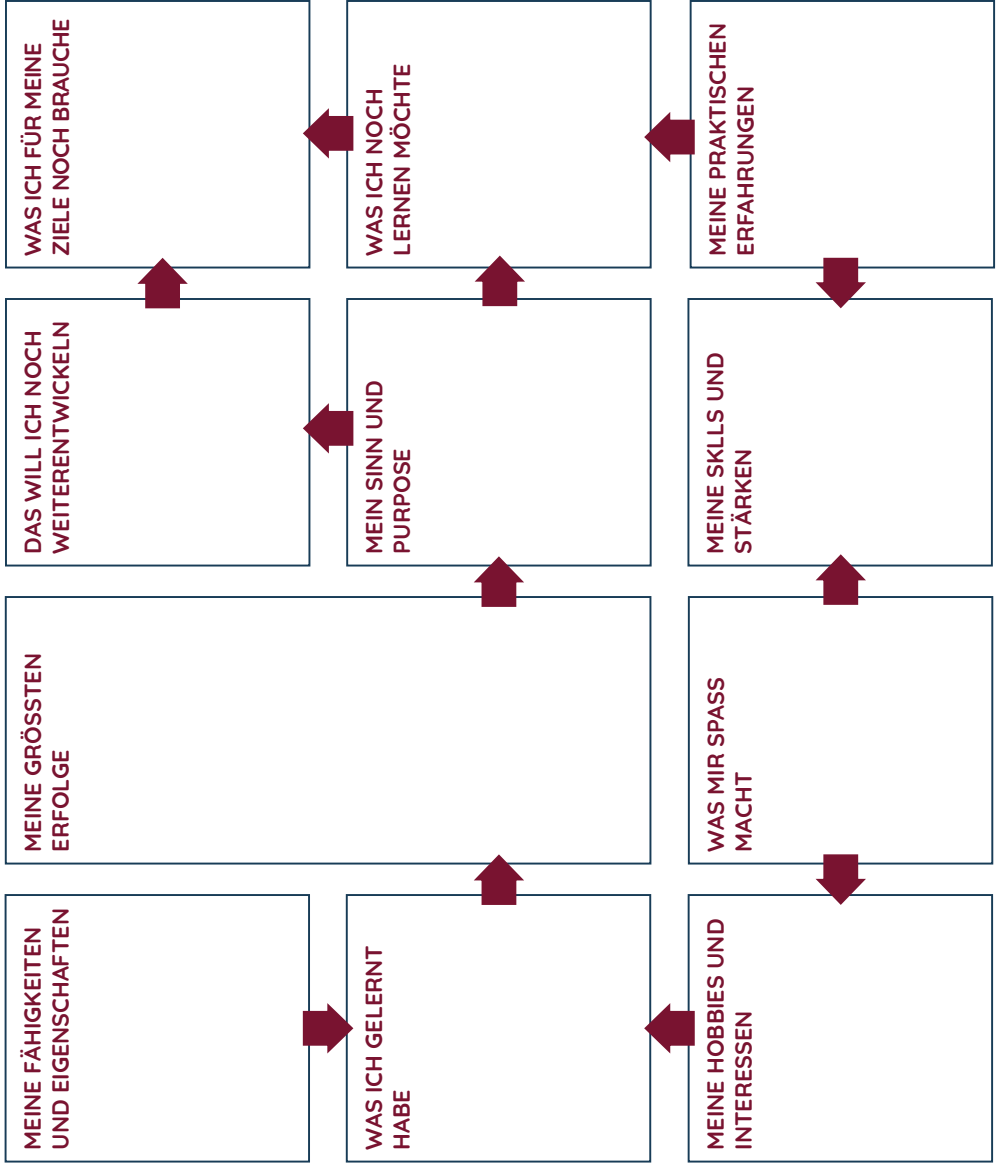 MEINE FÄHIGKEITEN
UND EIGENSCHAFTEN
MEINE GRÖSSTEN
ERFOLGE
DAS WILL ICH NOCH
WEITERENTWICKELN
WAS ICH FÜR MEINE
ZIELE NOCH BRAUCHE
WAS ICH GELERNT
HABE
MEIN SINN UND
PURPOSE
WAS ICH NOCH
LERNEN MÖCHTE
MEINE HOBBIES UND
INTERESSEN
WAS MIR SPASS
MACHT
MEINE SKLLS UND
STÄRKEN
MEINE PRAKTISCHEN
ERFAHRUNGEN